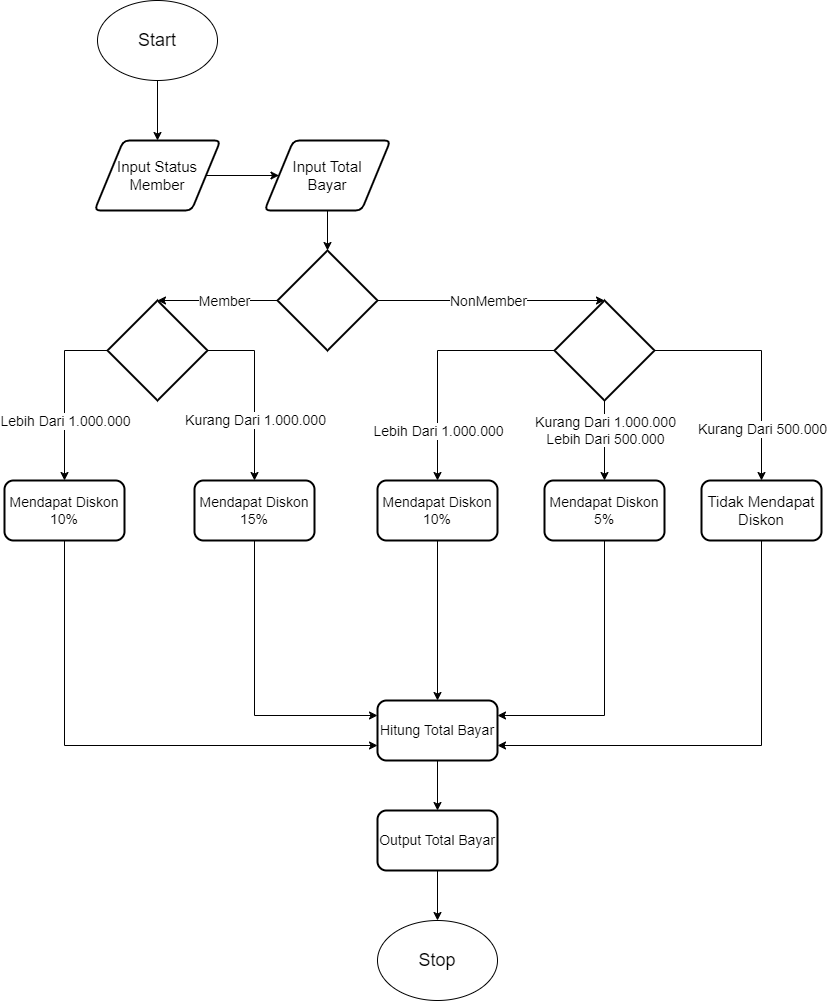 Start
Input Status
Member
Input Total
Bayar
Member
NonMember
Lebih Dari 1.000.000
Kurang Dari 1.000.000
Lebih Dari 1.000.000
Kurang Dari 1.000.000
Lebih Dari 500.000
Kurang Dari 500.000
Mendapat Diskon
10%
Mendapat Diskon
15%
Mendapat Diskon
10%
Mendapat Diskon
5%
Tidak Mendapat
Diskon
Hitung Total Bayar
Output Total Bayar
Stop